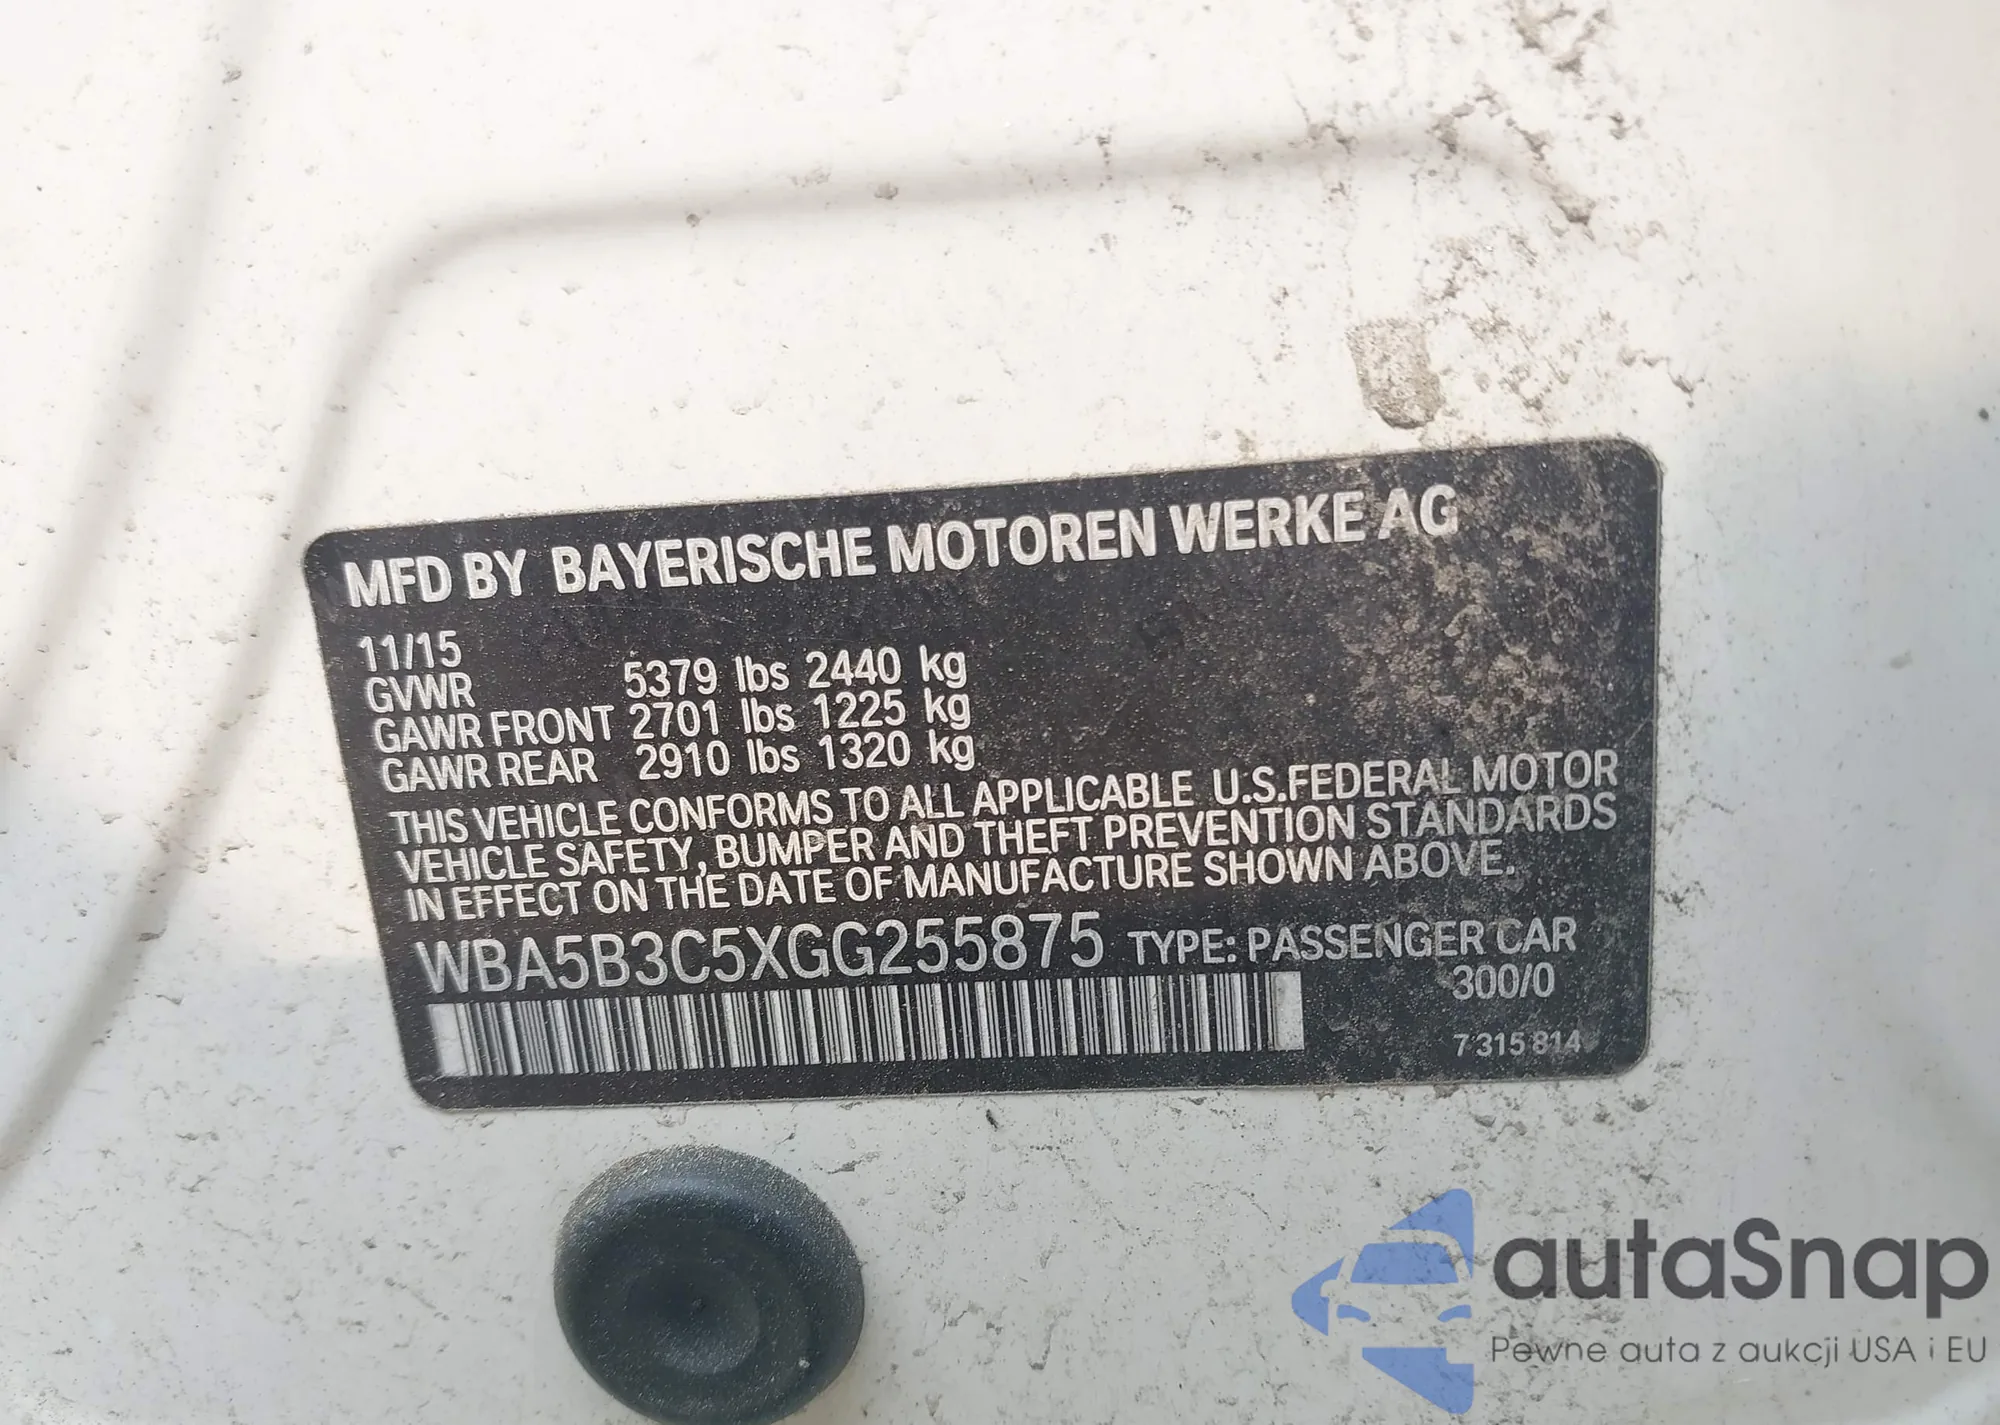 MFD BY BAYERISCHE MOTOREN WERKE AG
11/15
GVWR 5379 lbs 2440 kg
GAWR FRONT 2701 lbs 1225 kg
GAWR REAR 2910 lbs 1320 kg
THIS VEHICLE CONFORMS TO ALL APPLICABLE U.S.FEDERAL MOTOR
VEHICLE SAFETY, BUMPER AND THEFT PREVENTION STANDARDS
IN EFFECT ON THE DATE OF MANUFACTURE SHOWN ABOVE.
WBA5B3C5XGG255875 TYPE: PASSENGER CAR
300/0
7 315 814
autaSnap
Pewne auta z aukcji USA i EU